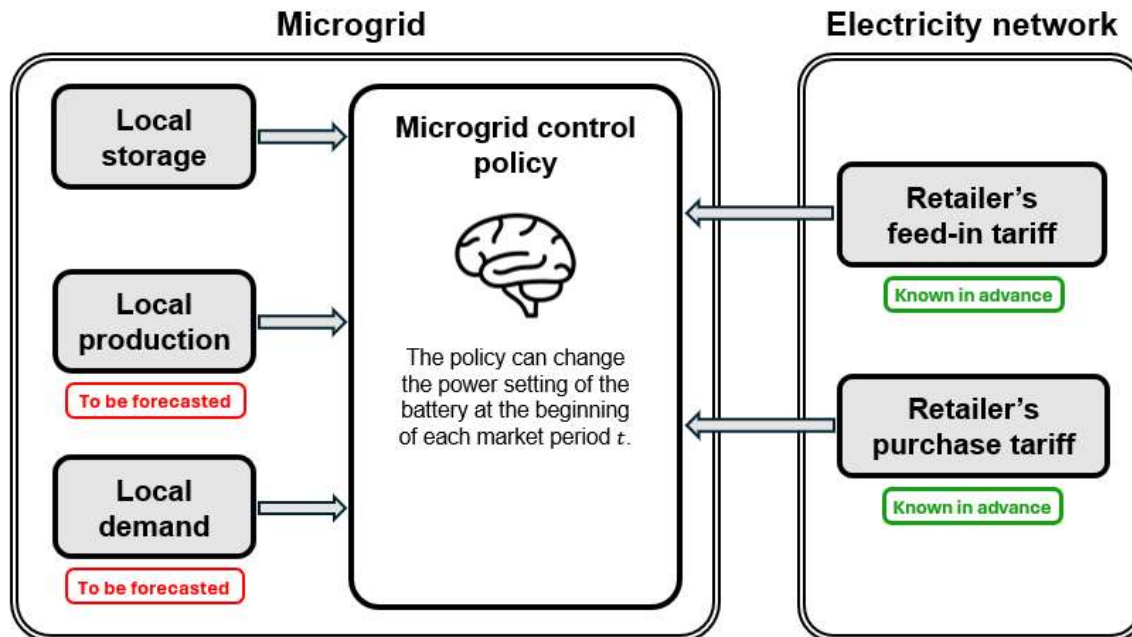 Microgrid
Electricity network
Local
storage
Local
production
To be forecasted
Local
demand
To be forecasted
Microgrid control
policy
The policy can change
the power setting of the
battery at the beginning
of each market period t.
Retailer's
feed-in tariff
Known in advance
Retailer's
purchase tariff
Known in advance